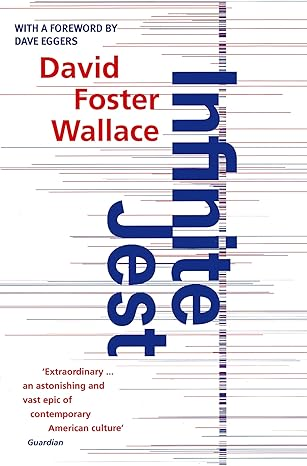 WITH A FOREWORD BY
DAVE EGGERS
David
Foster
Wallace
Infinite
Jest
‘Extraordinary ...
an astonishing and
vast epic of
contemporary
American culture’
Guardian